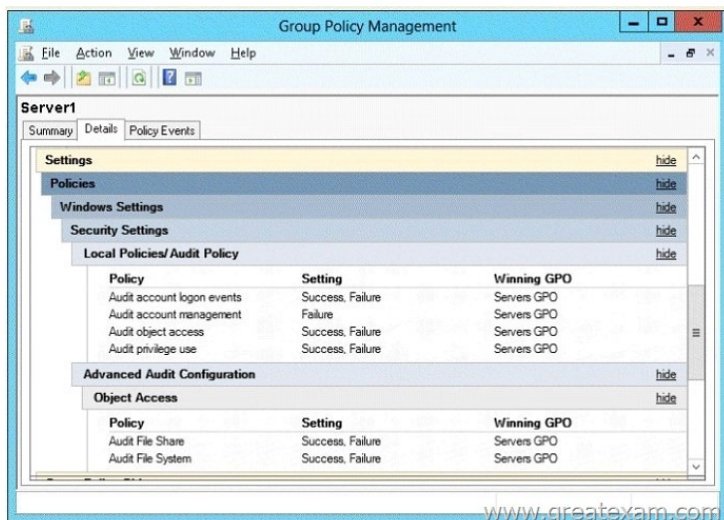 Group Policy Management
File Action View Window Help
Server1
Summary Details Policy Events
Settings hide
Policies hide
Windows Settings hide
Security Settings hide
Local Policies/Audit Policy hide
Policy Setting Winning GPO
Audit account logon events Success, Failure Servers GPO
Audit account management Failure Servers GPO
Audit object access Success, Failure Servers GPO
Audit privilege use Success, Failure Servers GPO
Advanced Audit Configuration hide
Object Access hide
Policy Setting Winning GPO
Audit File Share Success, Failure Servers GPO
Audit File System Success, Failure Servers GPO
www.greatexam.com